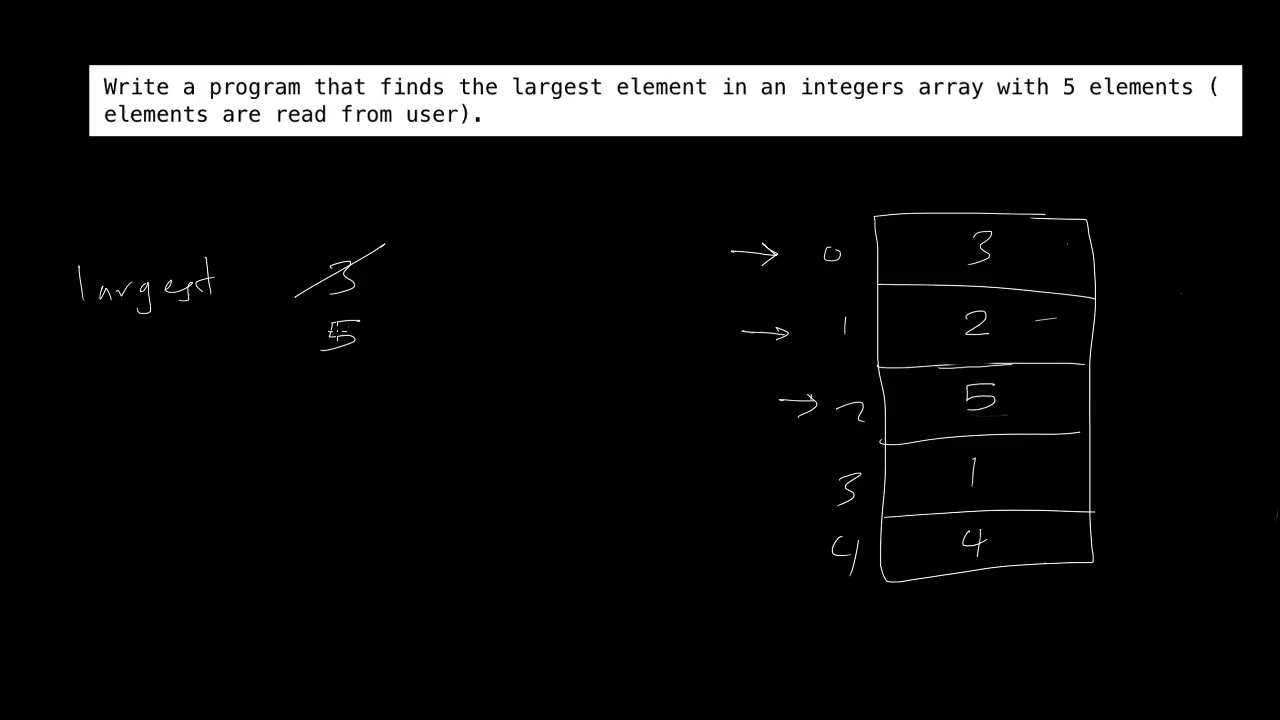 Write a program that finds the largest element in an integers array with 5 elements (
elements are read from user).
largest 3
5
0 3
1 2
2 5
3 1
4 4